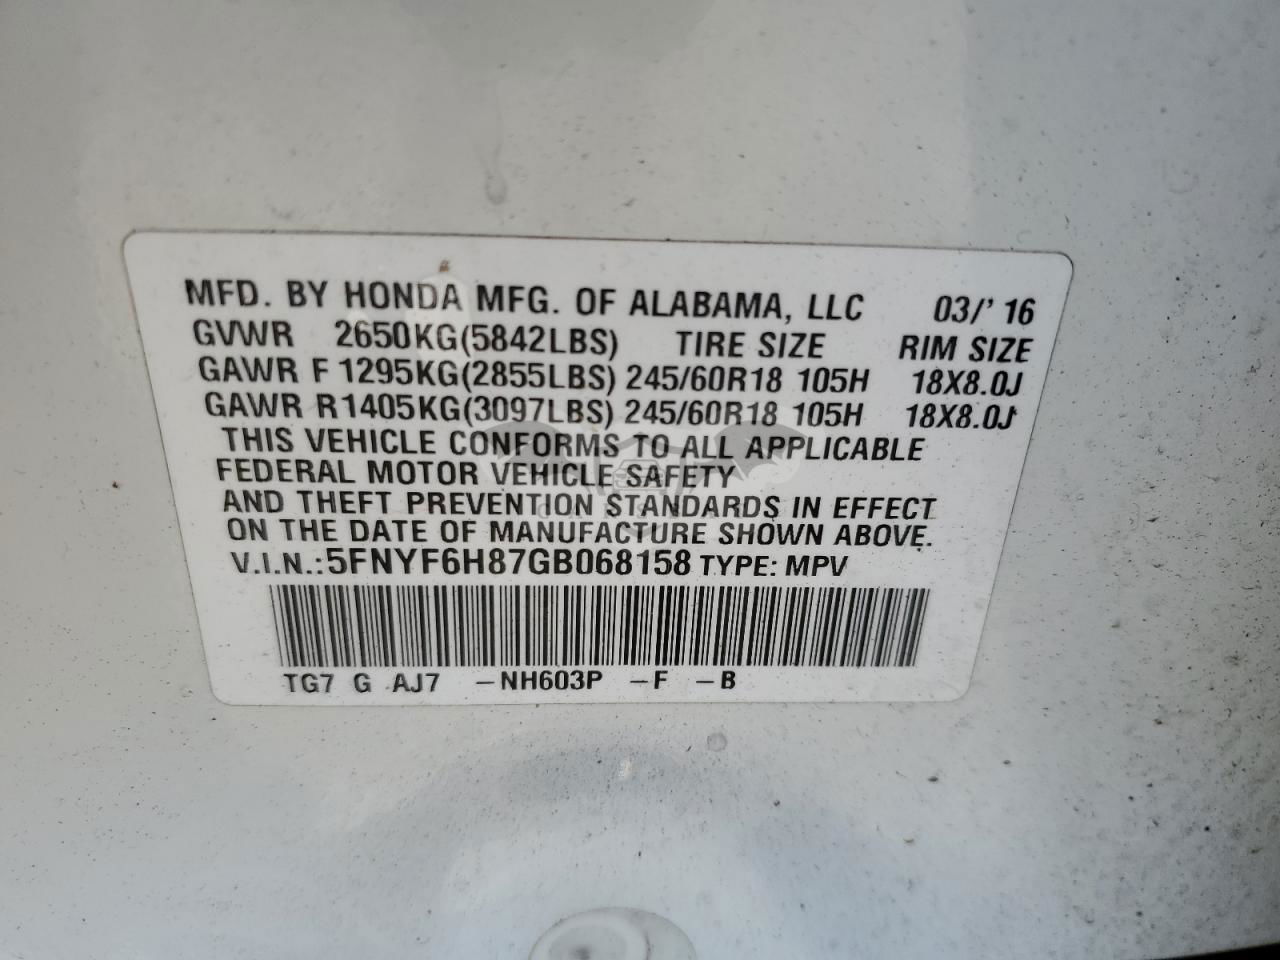 MFD. BY HONDA MFG. OF ALABAMA, LLC 03/' 16
GVWR 2650KG(5842LBS) TIRE SIZE RIM SIZE
GAWR F 1295KG(2855LBS) 245/60R18 105H 18X8.0J
GAWR R1405KG(3097LBS) 245/60R18 105H 18X8.0J
THIS VEHICLE CONFORMS TO ALL APPLICABLE
FEDERAL MOTOR VEHICLE SAFETY
AND THEFT PREVENTION STANDARDS IN EFFECT
ON THE DATE OF MANUFACTURE SHOWN ABOVE.
V.I.N.:5FNYF6H87GB068158 TYPE: MPV
TG7 G AJ7 -NH603P -F -B